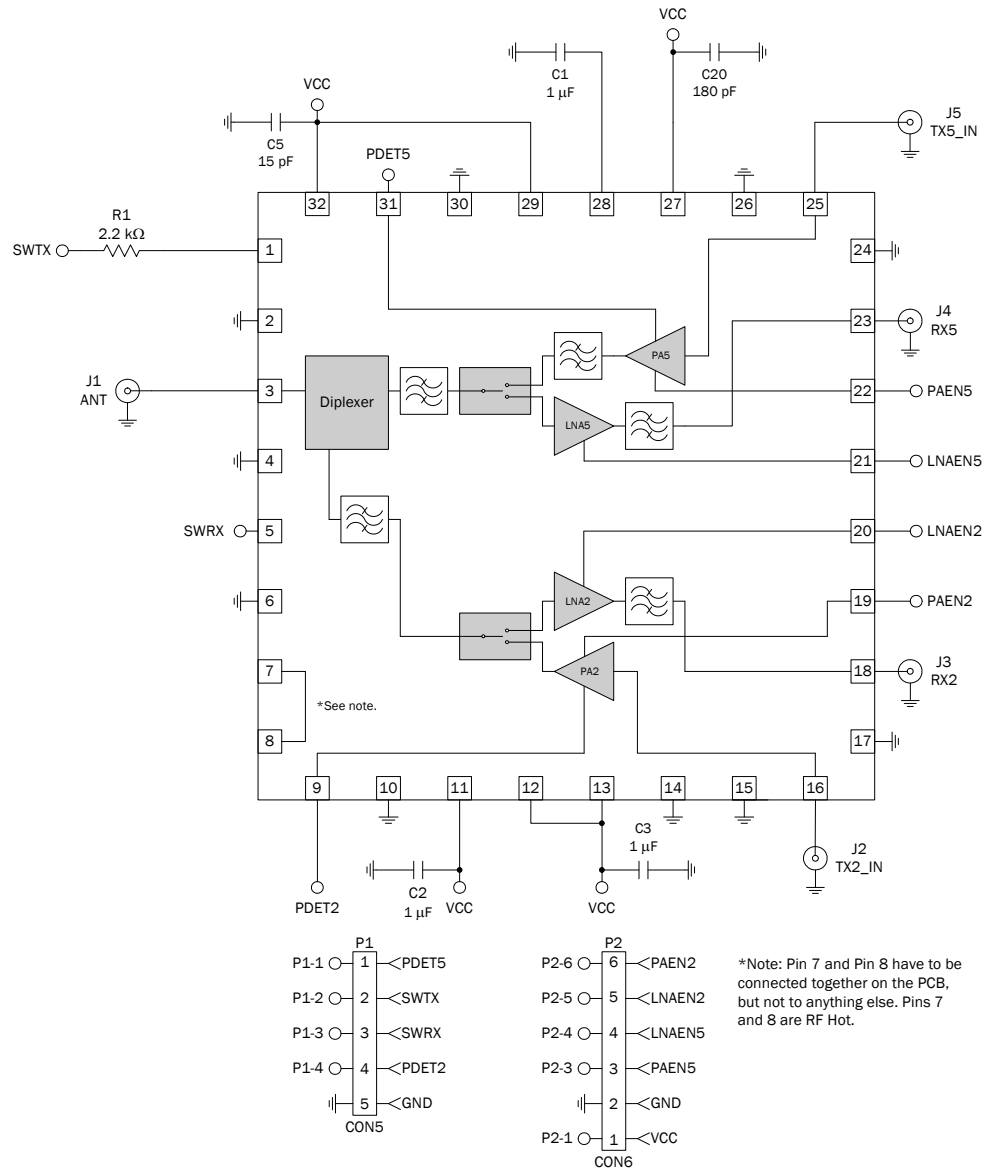 VCC
C1
1 µF
C20
180 pF
VCC
C5
15 pF
PDET5
J5
TX5_IN
32
31
30
29
28
27
26
25
R1
2.2 kΩ
SWTX
1
24
2
23
J4
RX5
PA5
J1
ANT
3
Diplexer
22
PAEN5
LNA5
4
21
LNAEN5
SWRX
5
20
LNAEN2
6
LNA2
19
PAEN2
7
PA2
18
J3
RX2
*See note.
8
17
9
10
11
12
13
14
15
16
C3
1 µF
J2
TX2_IN
C2
1 µF
PDET2
VCC
VCC
P1
P1-1
1
PDET5
P1-2
2
SWTX
P1-3
3
SWRX
P1-4
4
PDET2
5
GND
CON5
P2
P2-6
6
PAEN2
P2-5
5
LNAEN2
P2-4
4
LNAEN5
P2-3
3
PAEN5
2
GND
P2-1
1
VCC
CON6
*Note: Pin 7 and Pin 8 have to be
connected together on the PCB,
but not to anything else. Pins 7
and 8 are RF Hot.